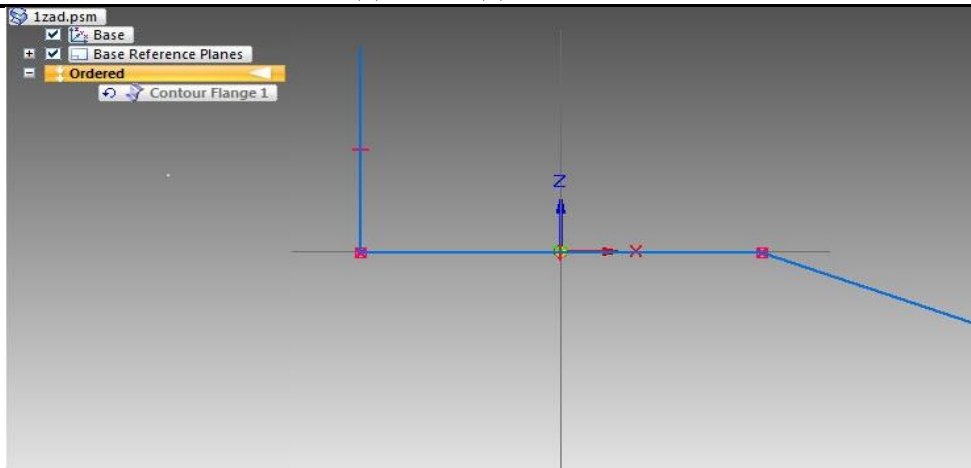 1zad.psm
Base
Base Reference Planes
Ordered
Contour Flange 1
Z
X